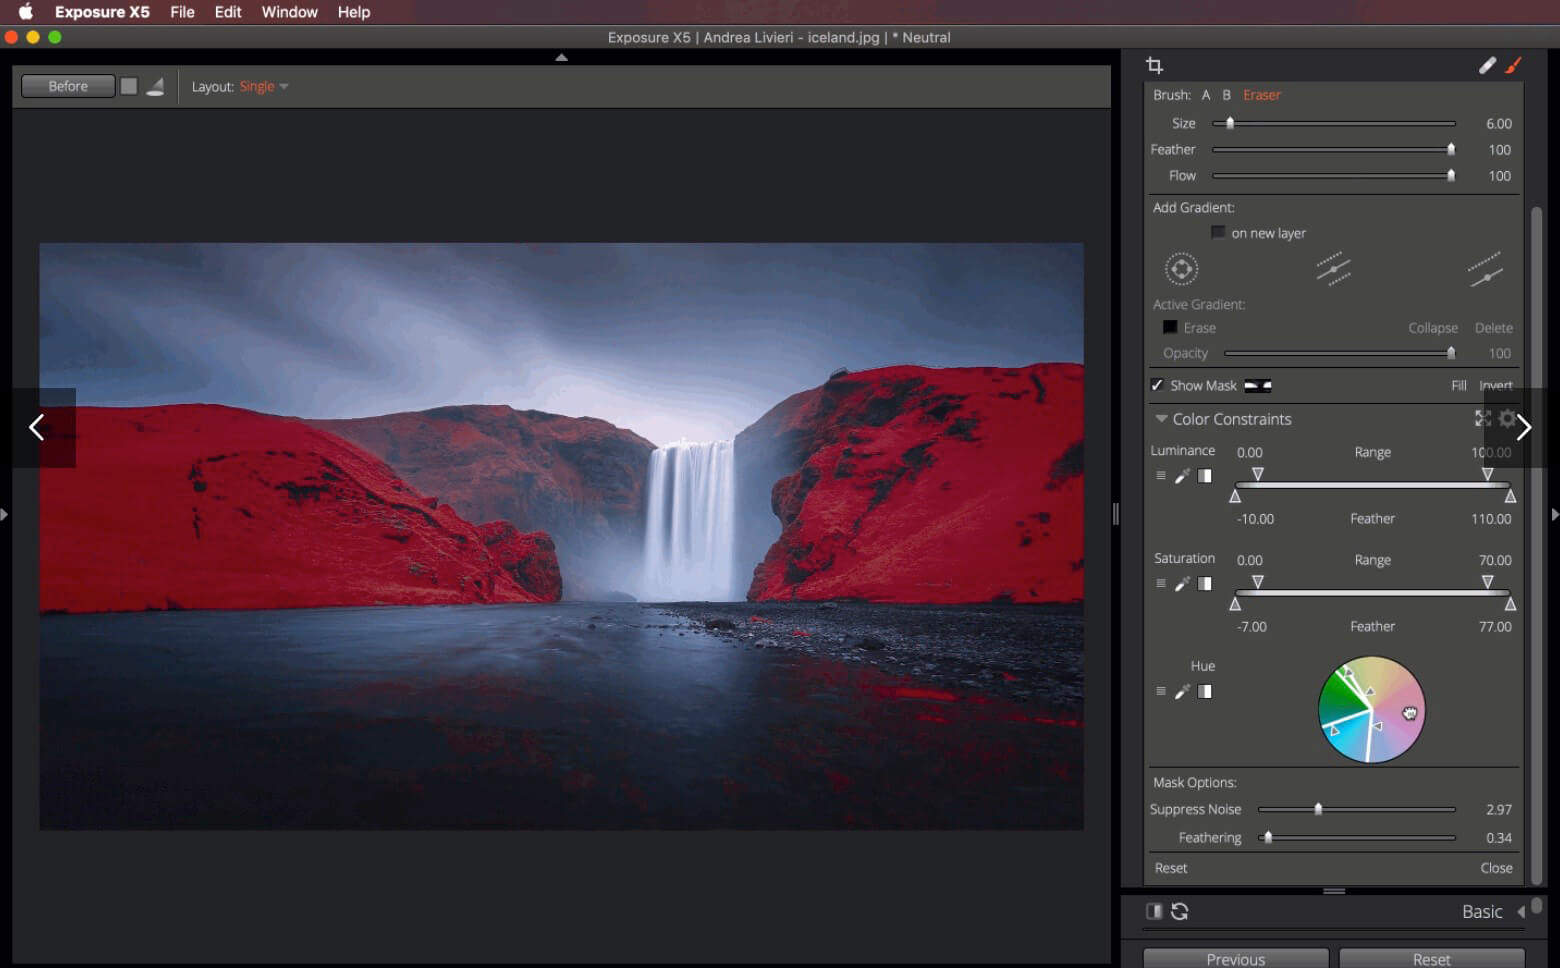 Exposure X5 File Edit Window Help
Exposure X5 | Andrea Livieri - iceland.jpg | * Neutral
Before Layout: Single
Brush: A B Eraser
Size 6.00
Feather 100
Flow 100
Add Gradient:
on new layer
Active Gradient:
Erase Collapse Delete
Opacity 100
Show Mask Fill Invert
Color Constraints
Luminance 0.00 Range 100.00
-10.00 Feather 110.00
Saturation 0.00 Range 70.00
-7.00 Feather 77.00
Hue
Mask Options:
Suppress Noise 2.97
Feathering 0.34
Reset Close
Basic
Previous Reset